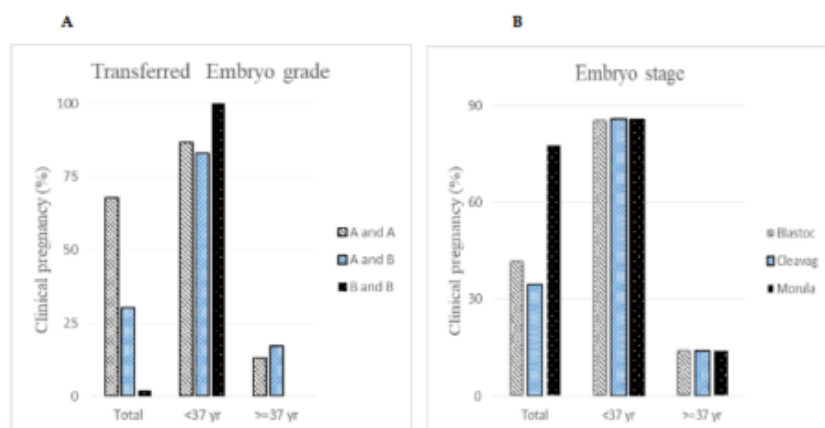 A
B
Transferred Embryo grade
Clinical pregnancy (%)
100
75
50
25
0
Total <37 yr >=37 yr
A and A
A and B
B and B
Embryo stage
Clinical pregnancy (%)
90
60
30
0
Total <37 yr >=37 yr
Blastoc
Cleavag
Morula